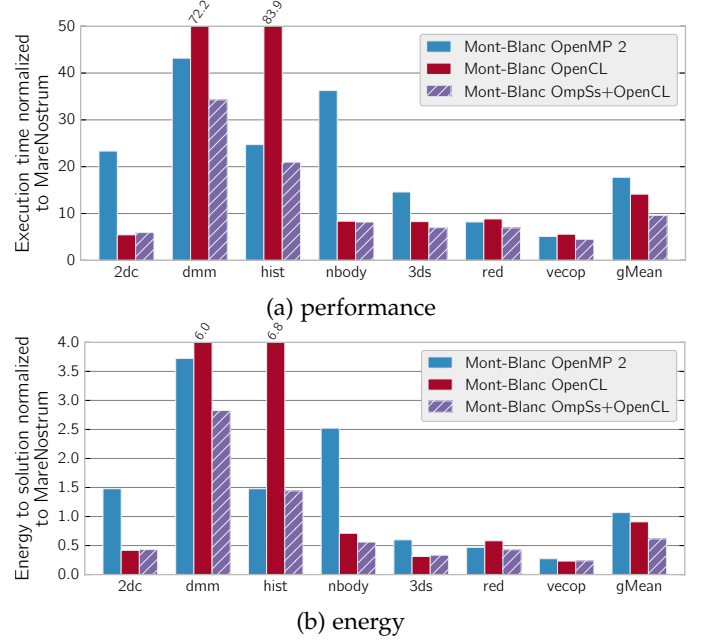 72.2
83.9
50
40
30
20
10
0
Execution time normalized
to MareNostrum
Mont-Blanc OpenMP 2
Mont-Blanc OpenCL
Mont-Blanc OmpSs+OpenCL
2dc dmm hist nbody 3ds red vecop gMean
(a) performance
6.0
6.8
4.0
3.5
3.0
2.5
2.0
1.5
1.0
0.5
0.0
Energy to solution normalized
to MareNostrum
Mont-Blanc OpenMP 2
Mont-Blanc OpenCL
Mont-Blanc OmpSs+OpenCL
2dc dmm hist nbody 3ds red vecop gMean
(b) energy